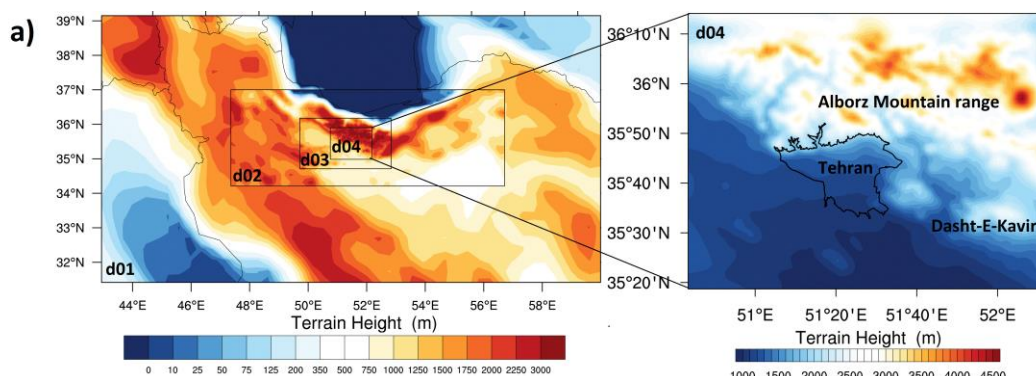 a)
39°N
38°N
37°N
36°N
35°N
34°N
33°N
32°N
d01
d02
d03
d04
44°E 46°E 48°E 50°E 52°E 54°E 56°E 58°E
Terrain Height (m)
0 10 25 50 75 125 200 350 500 750 1000 1250 1500 1750 2000 2250 2500 3000
d04
36°10'N
36°N
35°50'N
35°40'N
35°30'N
35°20'N
Alborz Mountain range
Tehran
Dasht-E-Kavir
51°E 51°20'E 51°40'E 52°E
Terrain Height (m)
1000 1500 2000 2500 3000 3500 4000 4500